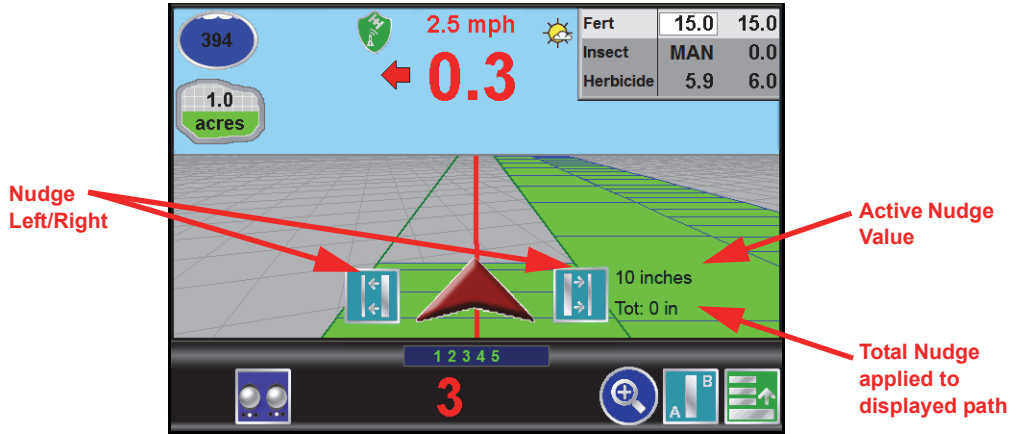 394
1.0
acres
2.5 mph
0.3
Fert 15.0 15.0
Insect MAN 0.0
Herbicide 5.9 6.0
Nudge
Left/Right
Active Nudge
Value
10 inches
Tot: 0 in
Total Nudge
applied to
displayed path
1 2 3 4 5
3
A B